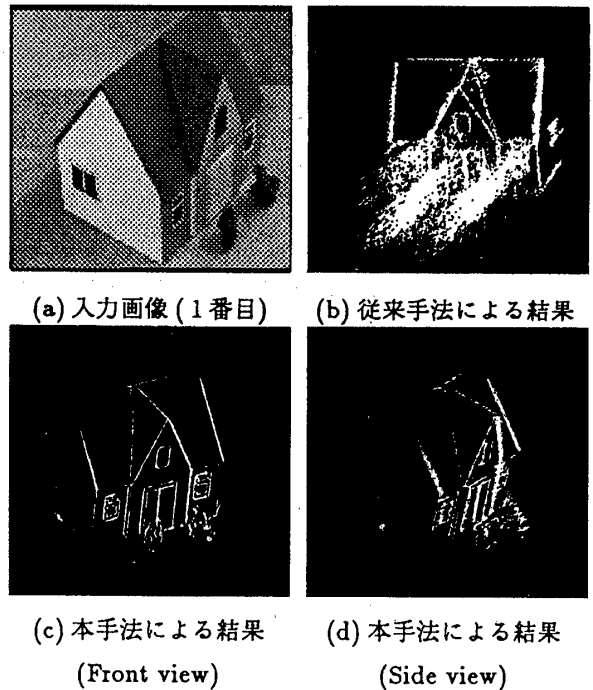 (a) 入力画像 (1番目)
(b) 従来手法による結果
(c) 本手法による結果
(Front view)
(d) 本手法による結果
(Side view)